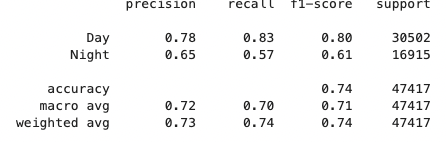 precision recall f1-score support
Day 0.78 0.83 0.80 30502
Night 0.65 0.57 0.61 16915
accuracy 0.74 47417
macro avg 0.72 0.70 0.71 47417
weighted avg 0.73 0.74 0.74 47417